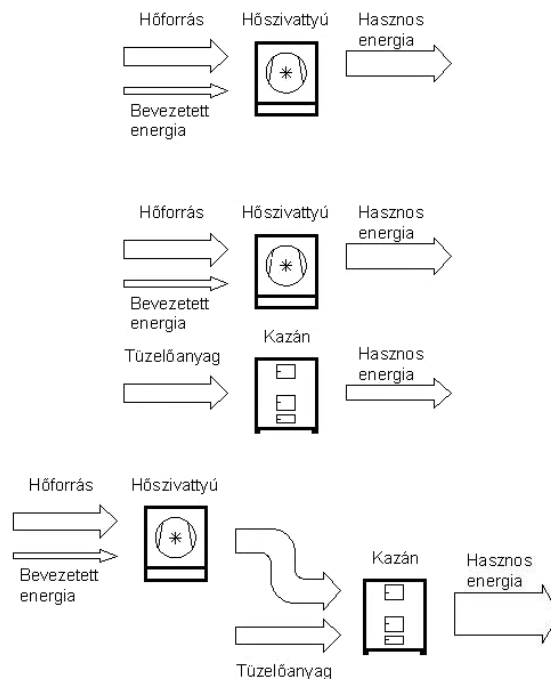 Hőforrás
Hőszivattyú
Hasznos
energia
Bevezetett
energia
Hőforrás
Hőszivattyú
Hasznos
energia
Bevezetett
energia
Kazán
Tüzelőanyag
Hasznos
energia
Hőforrás
Hőszivattyú
Bevezetett
energia
Kazán
Hasznos
energia
Tüzelőanyag